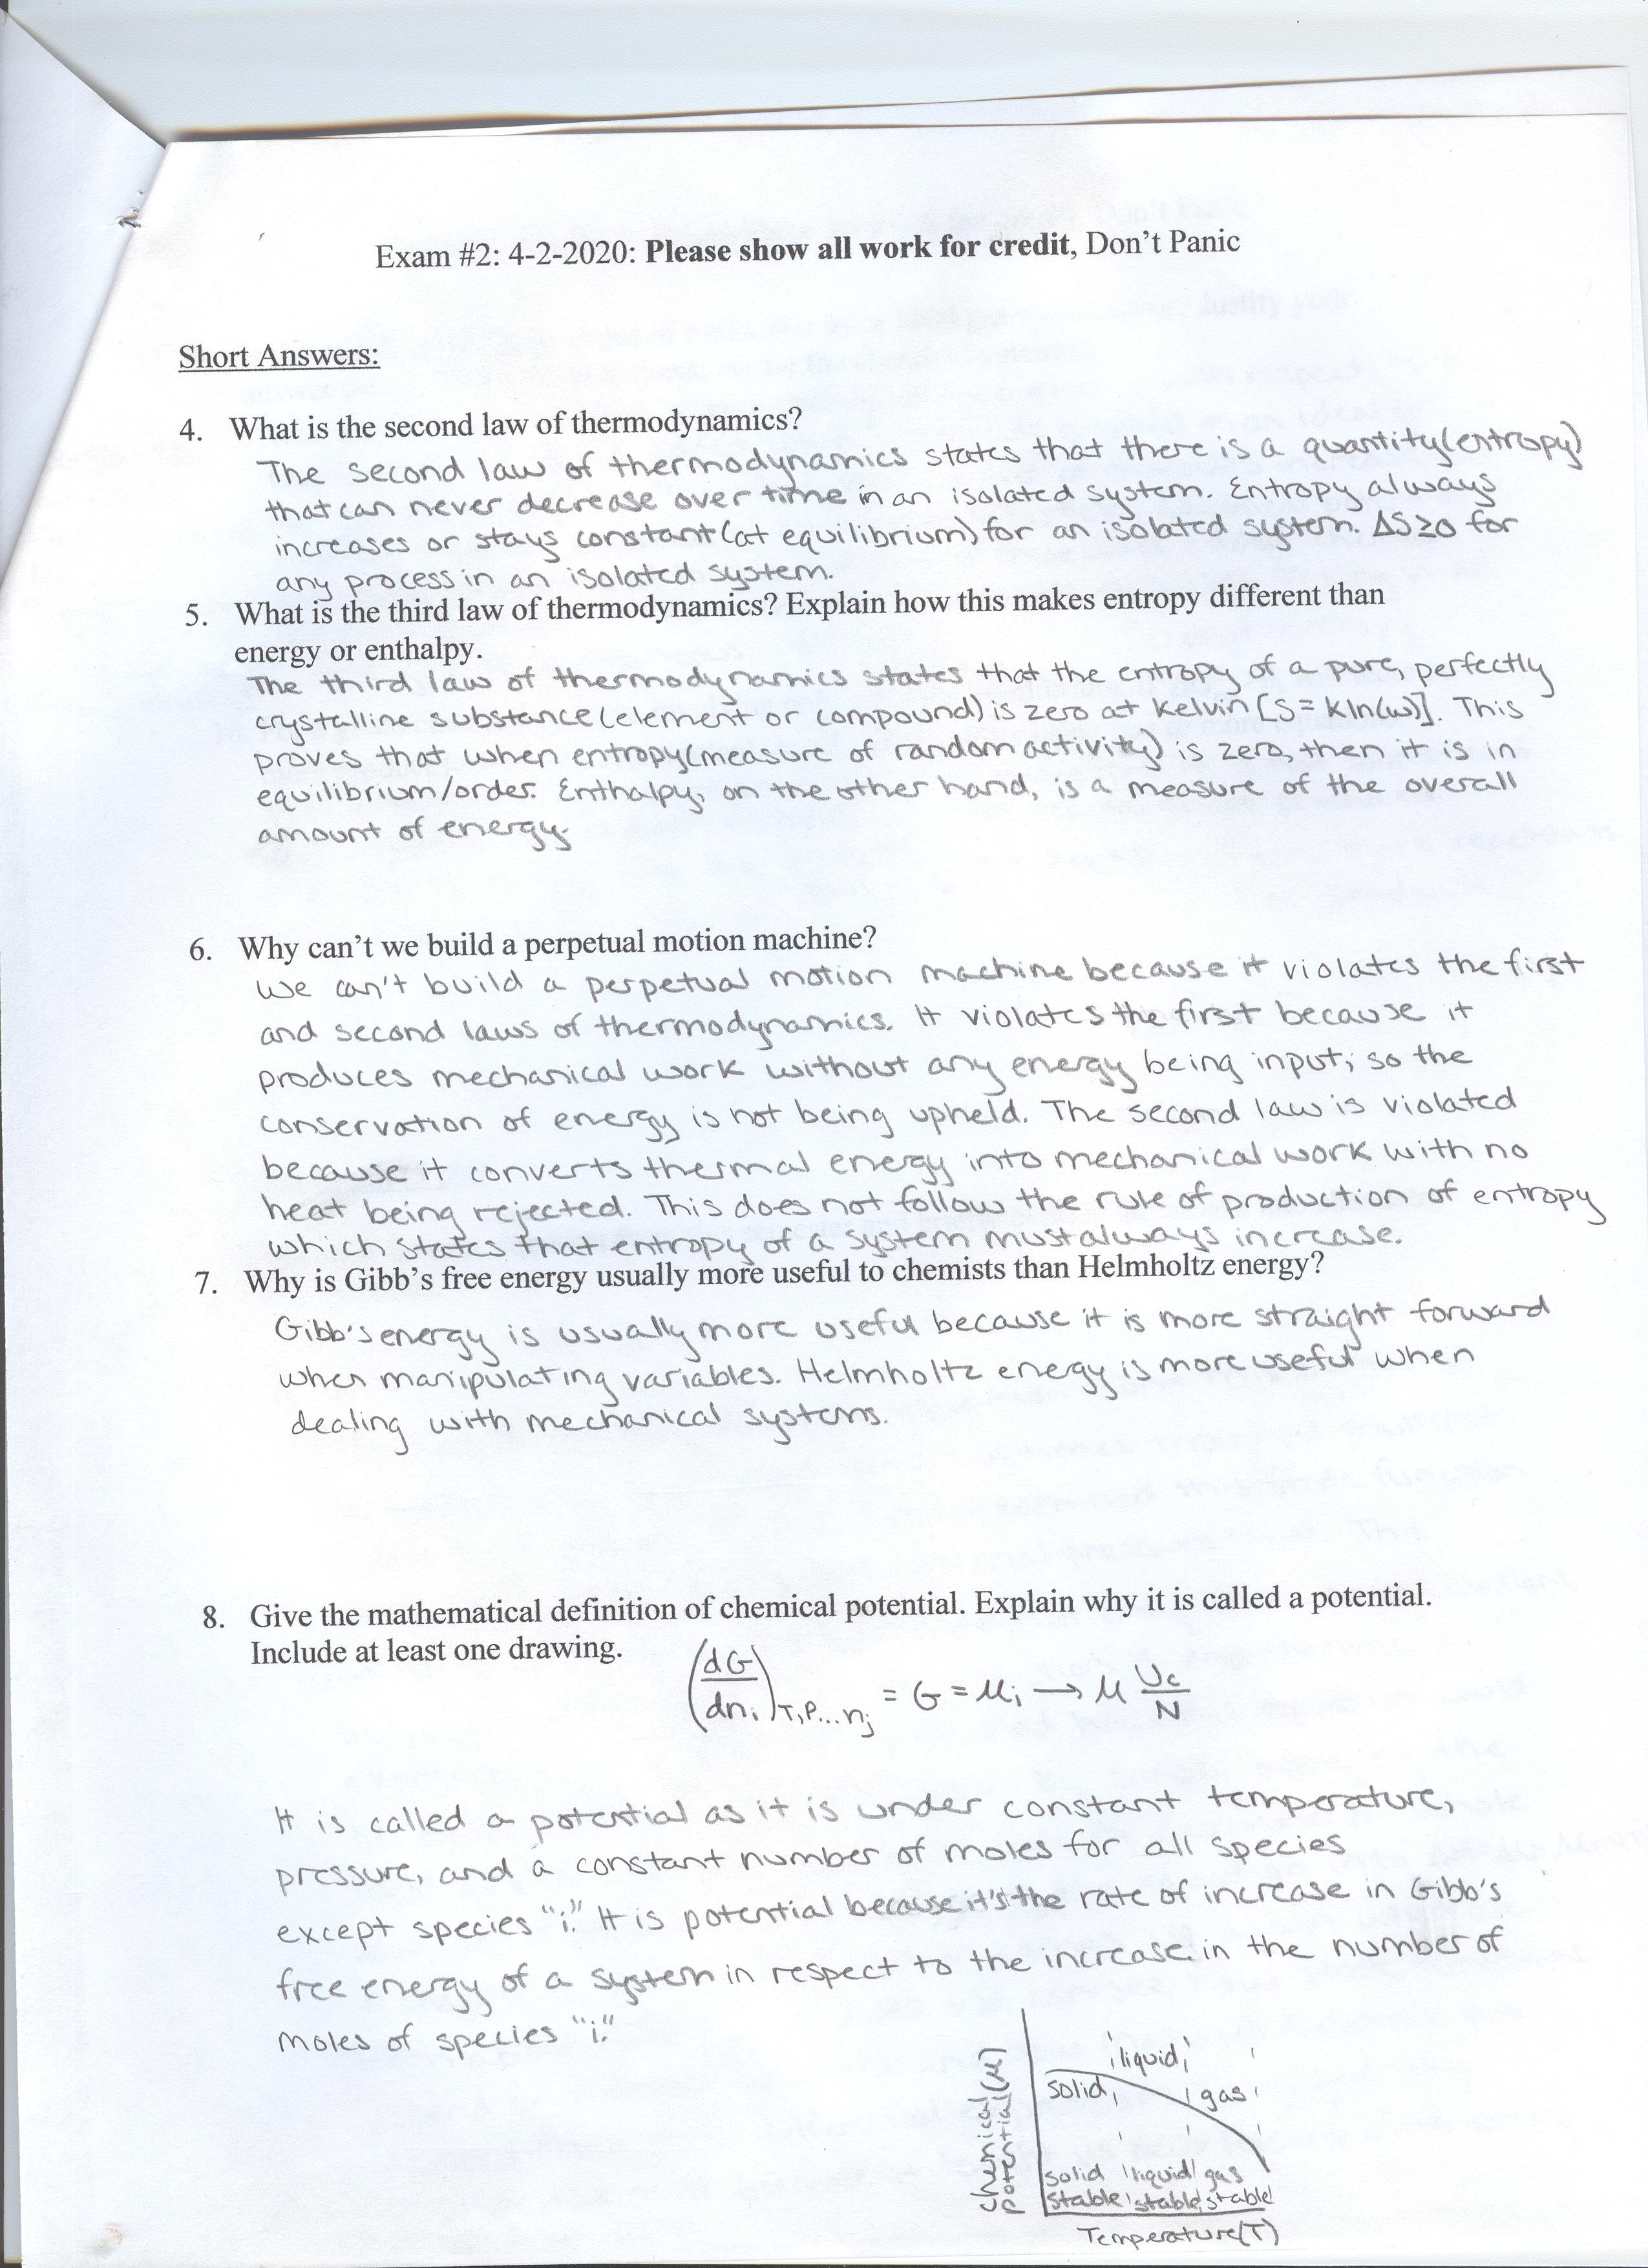 Exam #2: 4-2-2020: Please show all work for credit, Don't Panic
Short Answers:
4. What is the second law of thermodynamics?
The second law of thermodynamics states that there is a quantity(entropy)
that can never decrease over time in an isolated system. Entropy always
increases or stays constant(at equilibrium) for an isolated system. ΔS≥0 for
any process in an isolated system.
5. What is the third law of thermodynamics? Explain how this makes entropy different than
energy or enthalpy.
The third law of thermodynamics states that the entropy of a pure, perfectly
crystalline substance (element or compound) is zero at Kelvin [S = kln(w)]. This
proves that when entropy(measure of random activity) is zero, then it is in
equilibrium/order. Enthalpy, on the other hand, is a measure of the overall
amount of energy.
6. Why can't we build a perpetual motion machine?
We can't build a perpetual motion machine because it violates the first
and second laws of thermodynamics. It violates the first because it
produces mechanical work without any energy being input; so the
conservation of energy is not being upheld. The second law is violated
because it converts thermal energy into mechanical work with no
heat being rejected. This does not follow the rule of production of entropy
which states that entropy of a system must always increase.
7. Why is Gibb's free energy usually more useful to chemists than Helmholtz energy?
Gibb's energy is usually more useful because it is more straight forward
when manipulating variables. Helmholtz energy is more useful when
dealing with mechanical systems.
8. Give the mathematical definition of chemical potential. Explain why it is called a potential.
Include at least one drawing.
(dG/dni)T,P...nj = G = μi → μ Uc/N
It is called a potential as it is under constant temperature,
pressure, and a constant number of moles for all species
except species "i." It is potential because it's the rate of increase in Gibb's
free energy of a system in respect to the increase in the number of
moles of species "i."
chemical
potential (μ)
liquid
solid
gas
solid liquid gas
stable stable stable
Temperature(T)